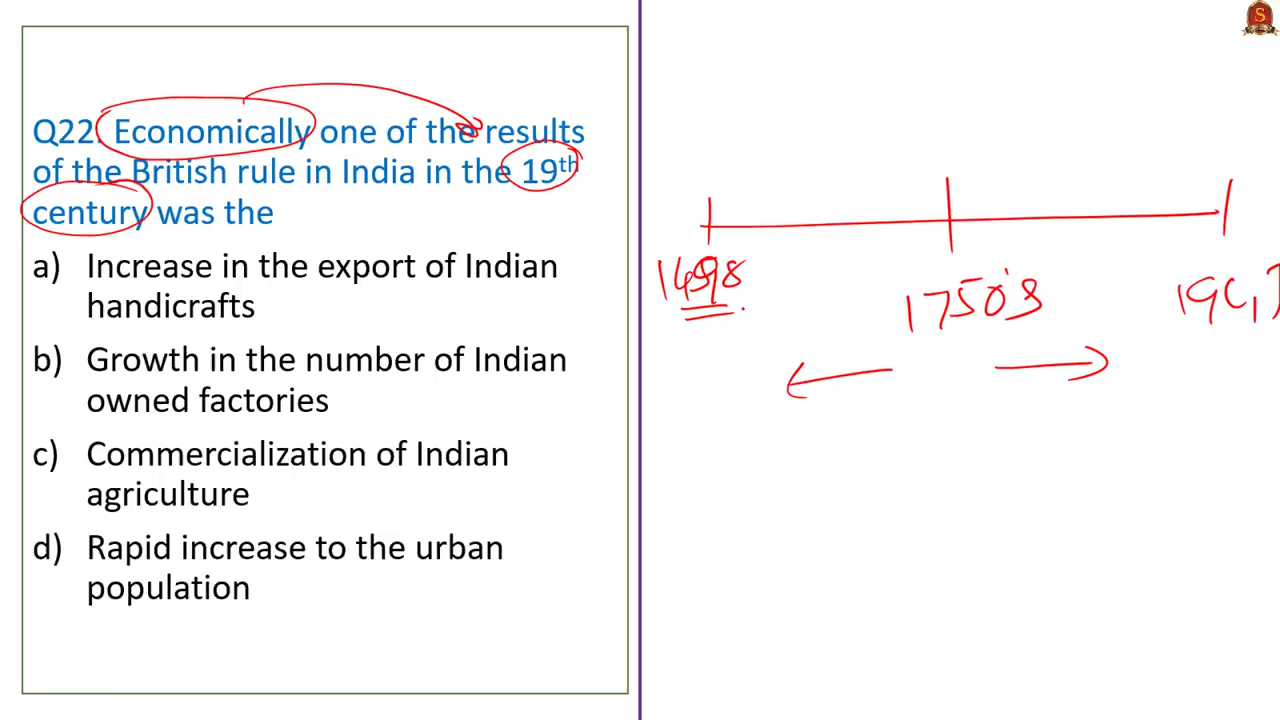 Q22. Economically one of the results
of the British rule in India in the 19th
century was the
a) Increase in the export of Indian
handicrafts
b) Growth in the number of Indian
owned factories
c) Commercialization of Indian
agriculture
d) Rapid increase to the urban
population
S
1498
1750's
1947